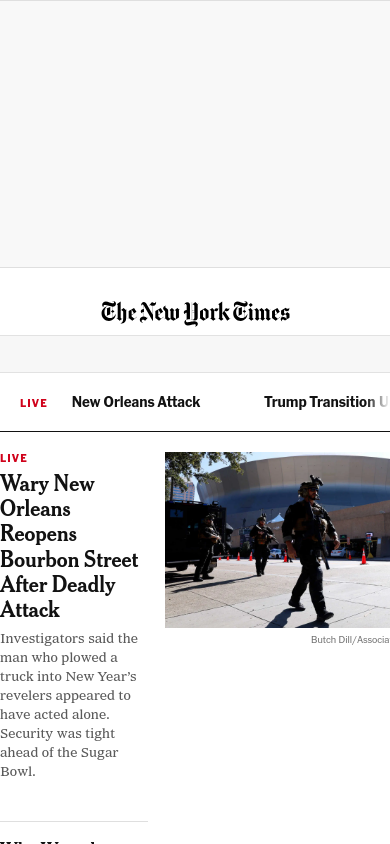 The New York Times
LIVE
New Orleans Attack
Trump Transition
LIVE
Wary New
Orleans
Reopens
Bourbon Street
After Deadly
Attack
Investigators said the
man who plowed a
truck into New Year’s
revelers appeared to
have acted alone.
Security was tight
ahead of the Sugar
Bowl.
Butch Dill/Associa